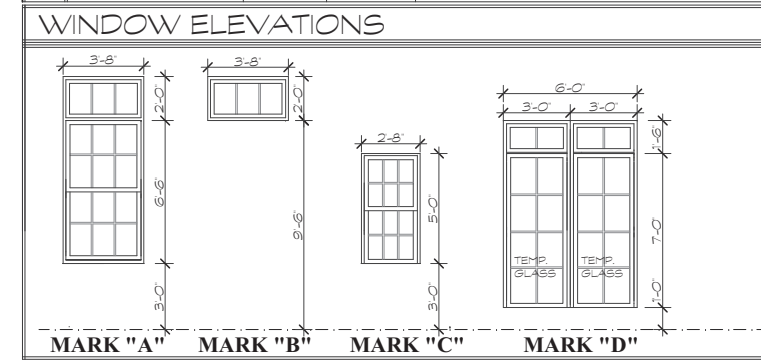 WINDOW ELEVATIONS
3'-8"
2'-0"
6'-6"
3'-0"
MARK "A"
3'-8"
2'-0"
9'-6"
MARK "B"
2'-8"
5'-0"
3'-0"
MARK "C"
6'-0"
3'-0" 3'-0"
1'-6"
7'-0"
1'-0"
TEMP. TEMP.
GLASS GLASS
MARK "D"